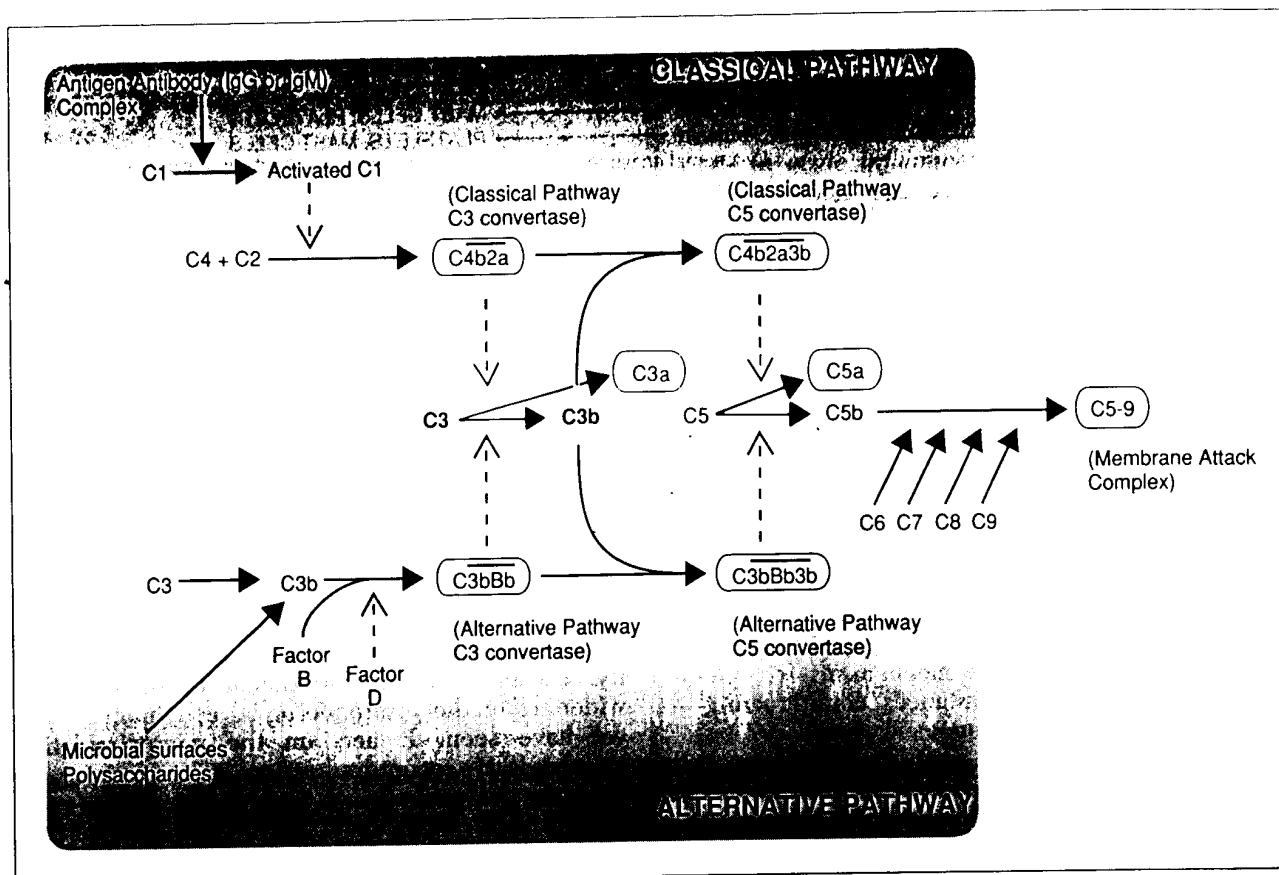 CLASSICAL PATHWAY
Antigen-Antibody (IgG or IgM)
Complex
C1
Activated C1
(Classical Pathway
C3 convertase)
(Classical Pathway
C5 convertase)
C4 + C2
C4b2a
C4b2a3b
C3a
C5a
C3
C3b
C5
C5b
C5-9
(Membrane Attack
Complex)
C6 C7 C8 C9
C3
C3b
C3bBb
C3bBb3b
(Alternative Pathway
C3 convertase)
(Alternative Pathway
C5 convertase)
Factor
B
Factor
D
Microbial surfaces
Polysaccharides
ALTERNATIVE PATHWAY